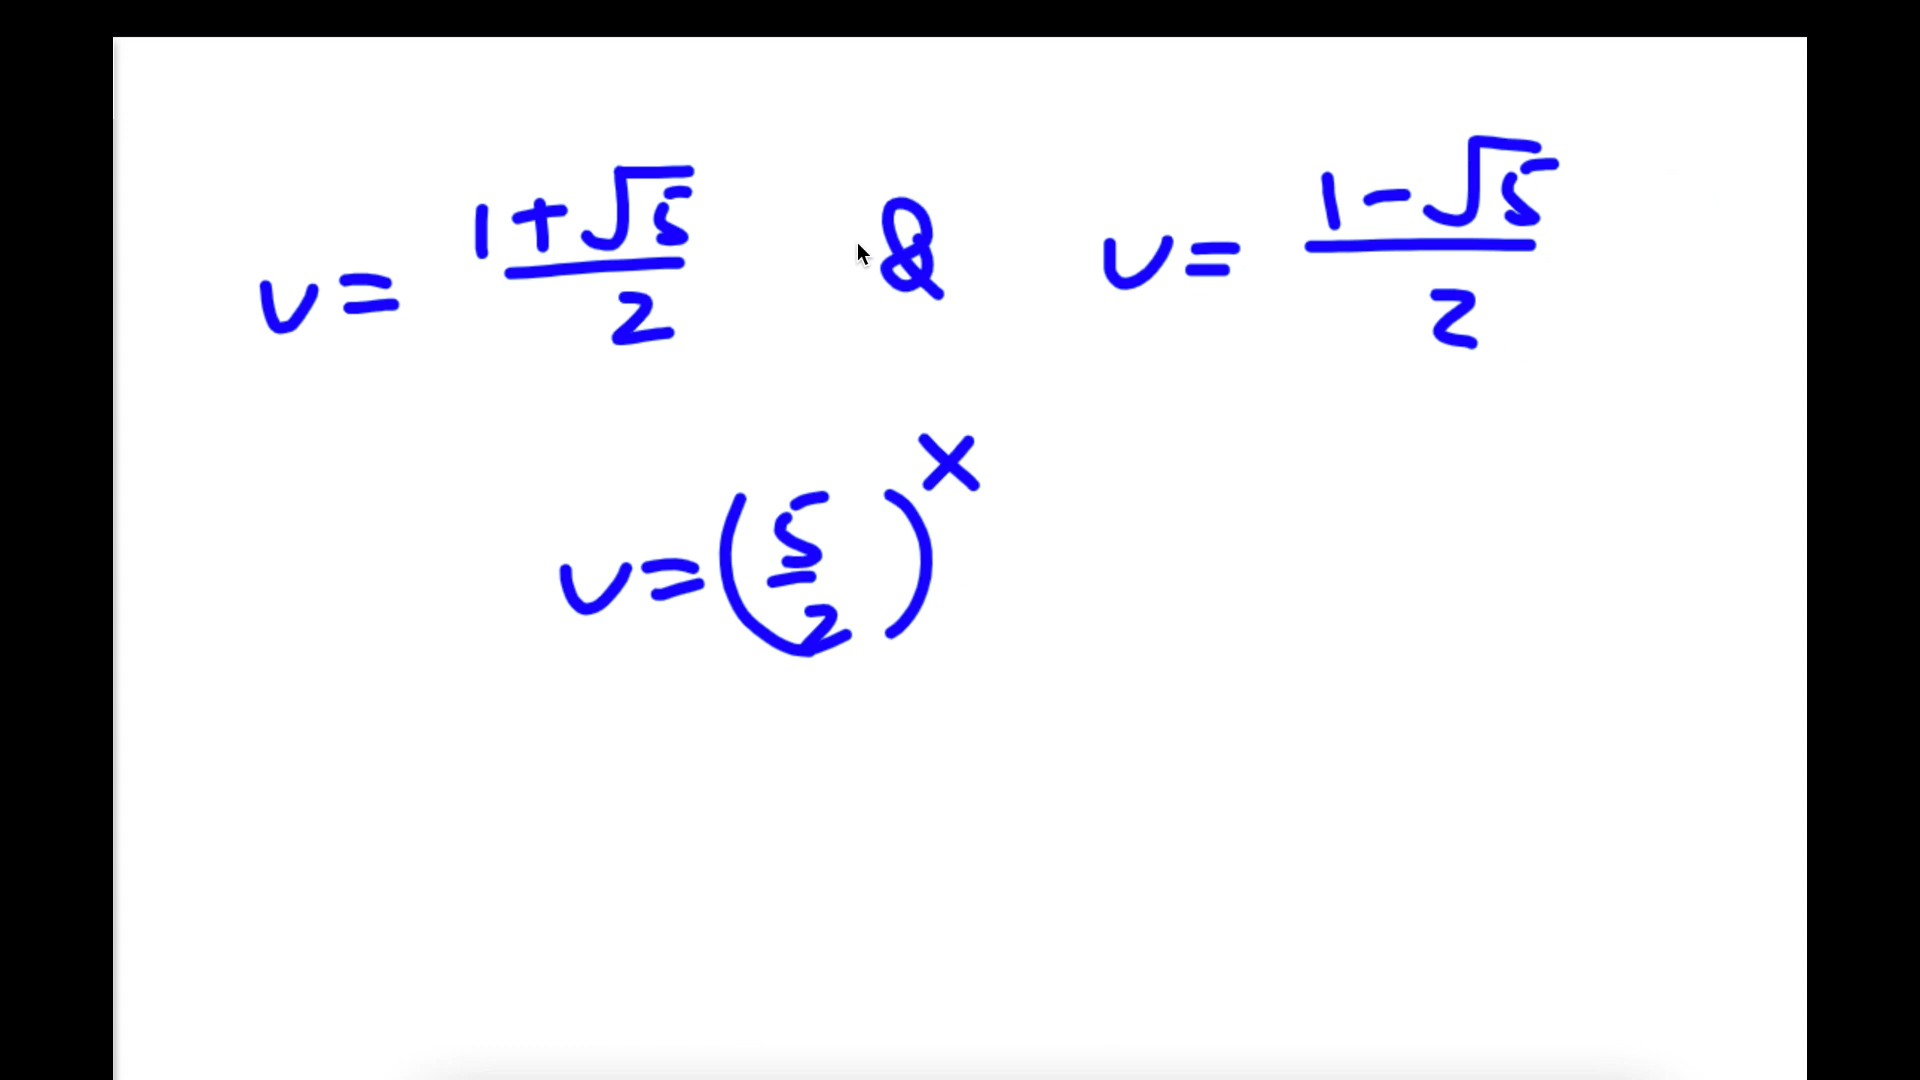 υ = (1+√5)/2 & υ = (1-√5)/2
υ = (5/2)^x